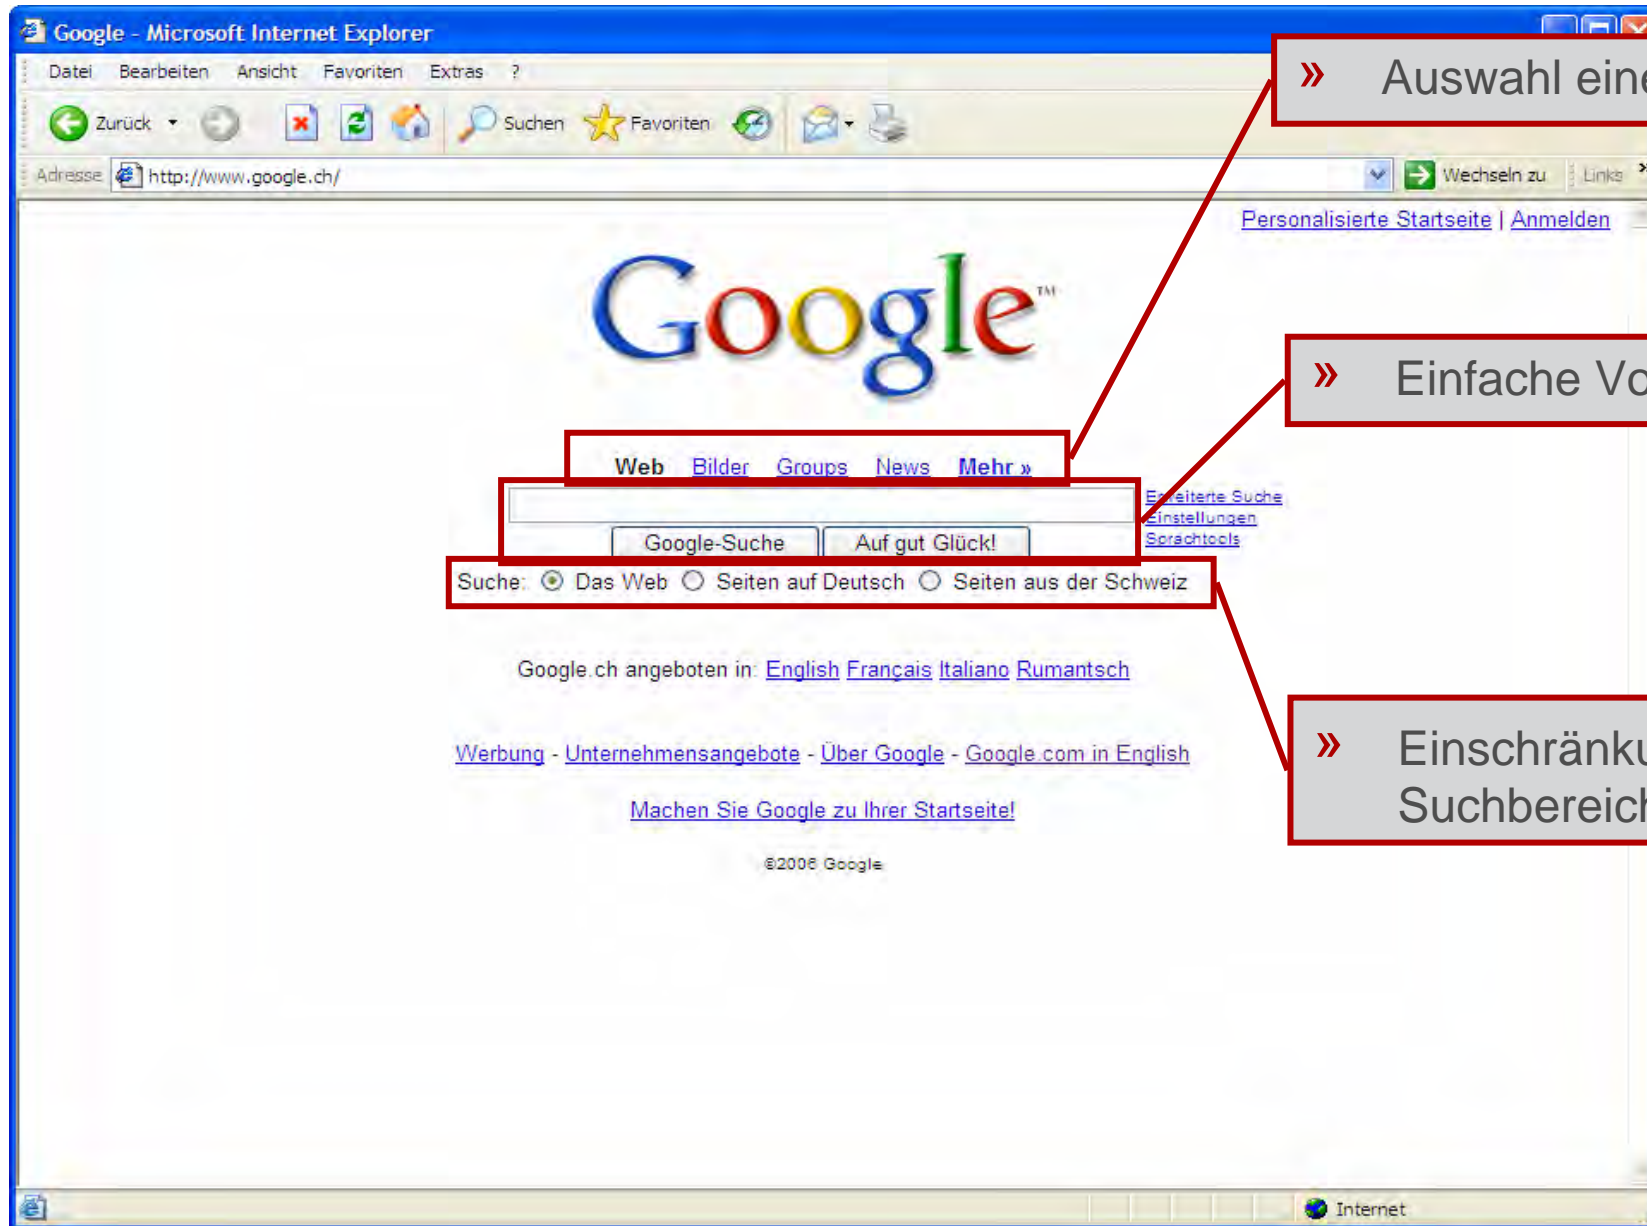 Google - Microsoft Internet Explorer
Datei Bearbeiten Ansicht Favoriten Extras ?
» Auswahl eine
Zurück Suchen Favoriten
Adresse http://www.google.ch/ Wechseln zu Links »
Personalisierte Startseite | Anmelden
Google™
» Einfache Vo
Web Bilder Groups News Mehr »
Erweiterte Suche
Einstellungen
Google-Suche Auf gut Glück! Sprachtools
Suche: Das Web Seiten auf Deutsch Seiten aus der Schweiz
Google.ch angeboten in: English Français Italiano Rumantsch
» Einschränku
Suchbereich
Werbung - Unternehmensangebote - Über Google - Google.com in English
Machen Sie Google zu Ihrer Startseite!
©2006 Google
Internet